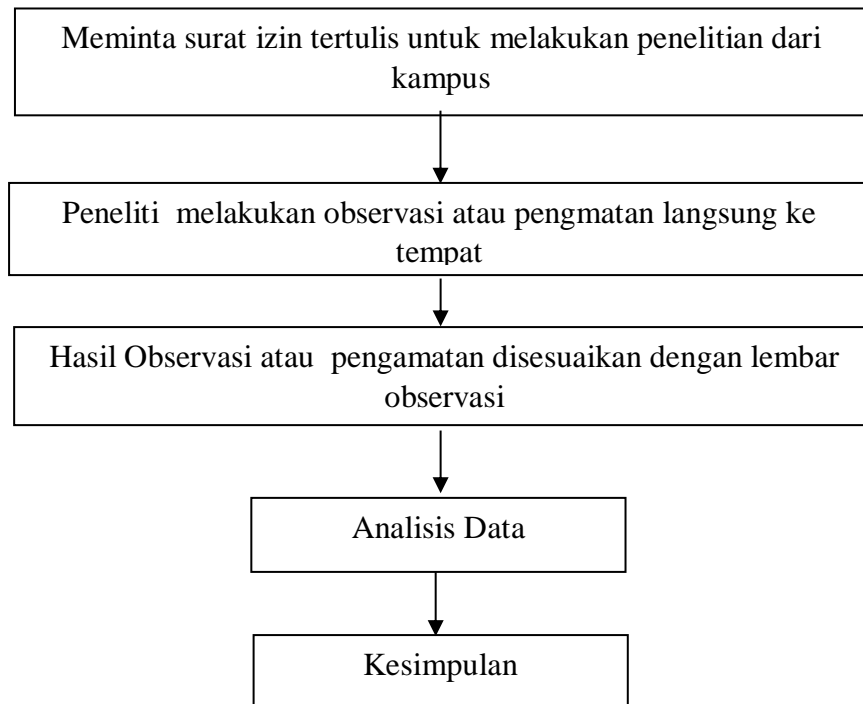 Meminta surat izin tertulis untuk melakukan penelitian dari
kampus
Peneliti  melakukan observasi atau pengmatan langsung ke
tempat
Hasil Observasi atau  pengamatan disesuaikan dengan lembar
observasi
Analisis Data
Kesimpulan